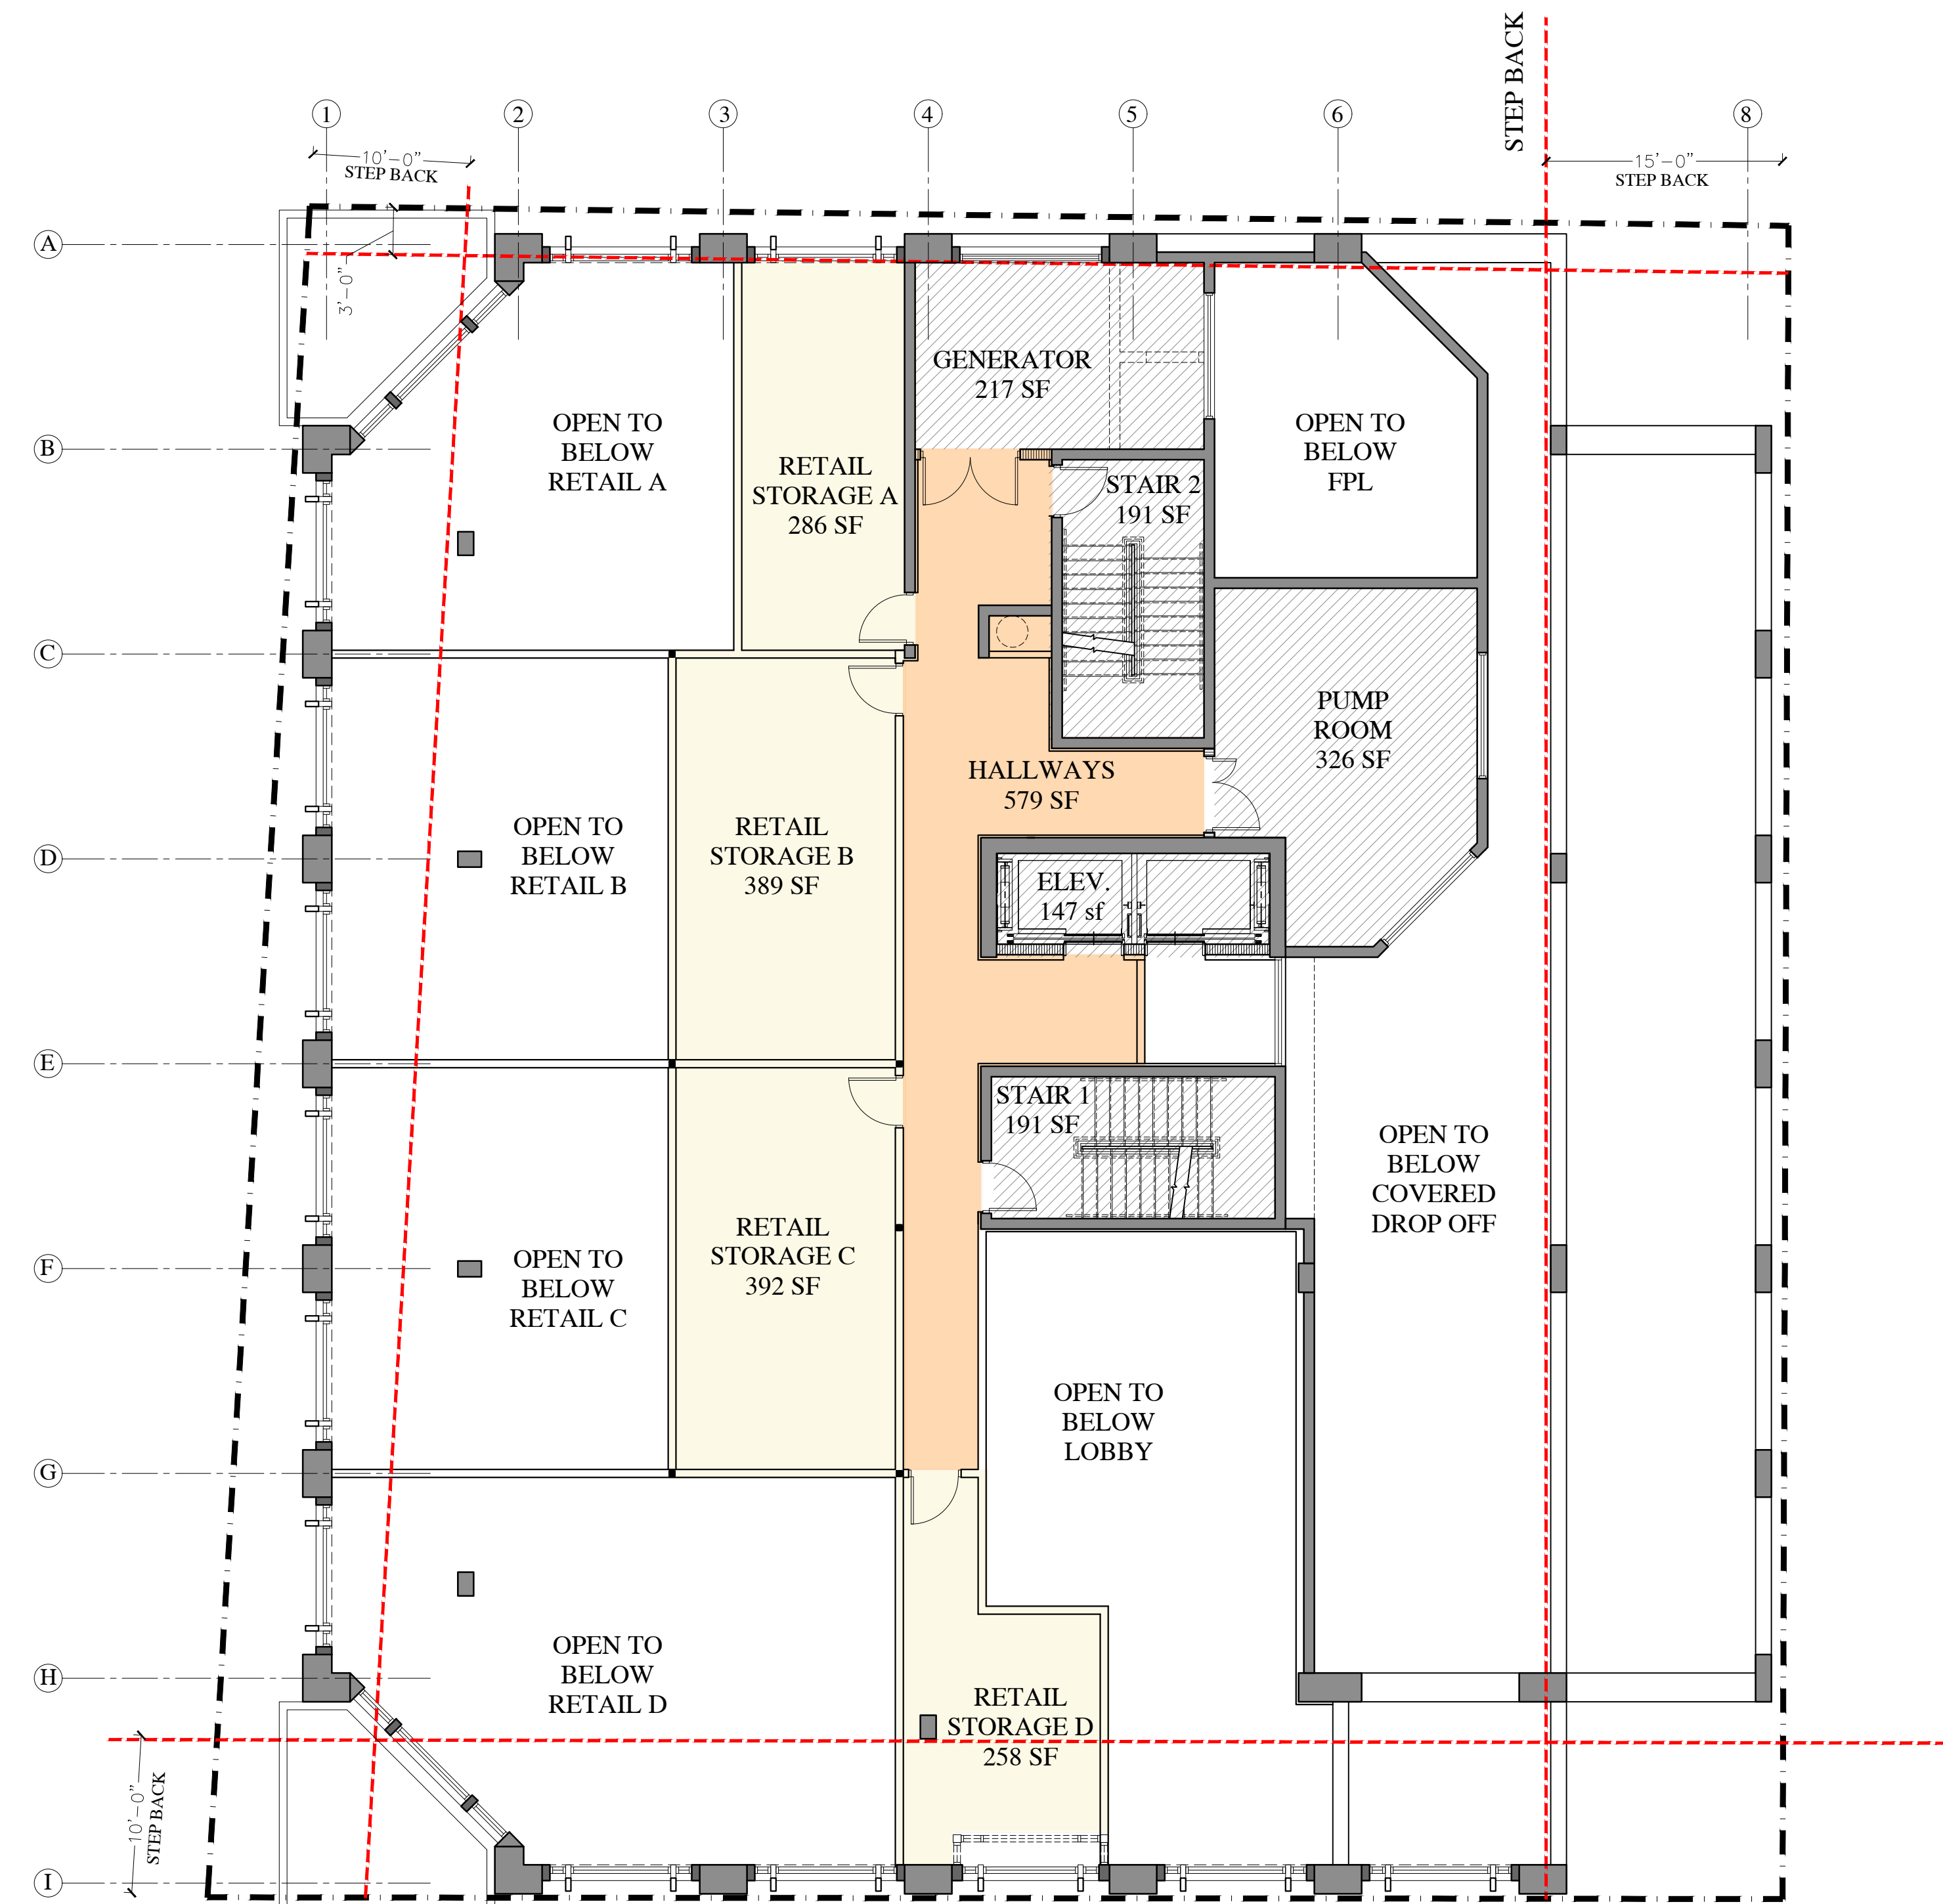 STEP BACK
1
2
3
4
5
6
8
10'-0"
STEP BACK
15'-0"
STEP BACK
A
3'-0"
GENERATOR
217 SF
OPEN TO
BELOW
RETAIL A
OPEN TO
BELOW
FPL
B
RETAIL
STORAGE A
286 SF
STAIR 2
191 SF
C
PUMP
ROOM
326 SF
HALLWAYS
579 SF
OPEN TO
BELOW
RETAIL B
RETAIL
STORAGE B
389 SF
D
ELEV.
147 sf
E
STAIR 1
191 SF
OPEN TO
BELOW
COVERED
DROP OFF
RETAIL
STORAGE C
392 SF
F
OPEN TO
BELOW
RETAIL C
OPEN TO
BELOW
LOBBY
G
OPEN TO
BELOW
RETAIL D
H
RETAIL
STORAGE D
258 SF
10'-0"
STEP BACK
I